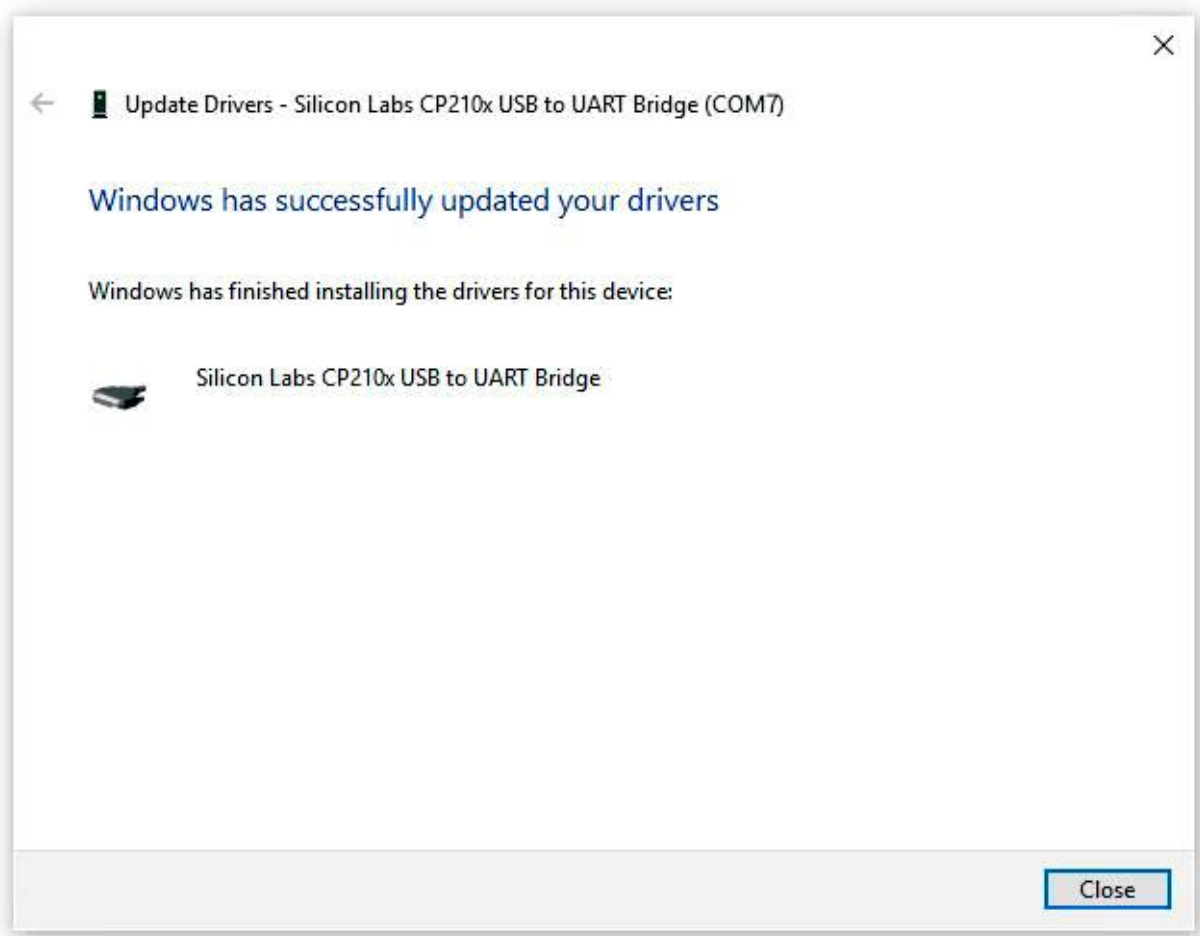 Update Drivers - Silicon Labs CP210x USB to UART Bridge (COM7)
Windows has successfully updated your drivers
Windows has finished installing the drivers for this device:
Silicon Labs CP210x USB to UART Bridge
Close